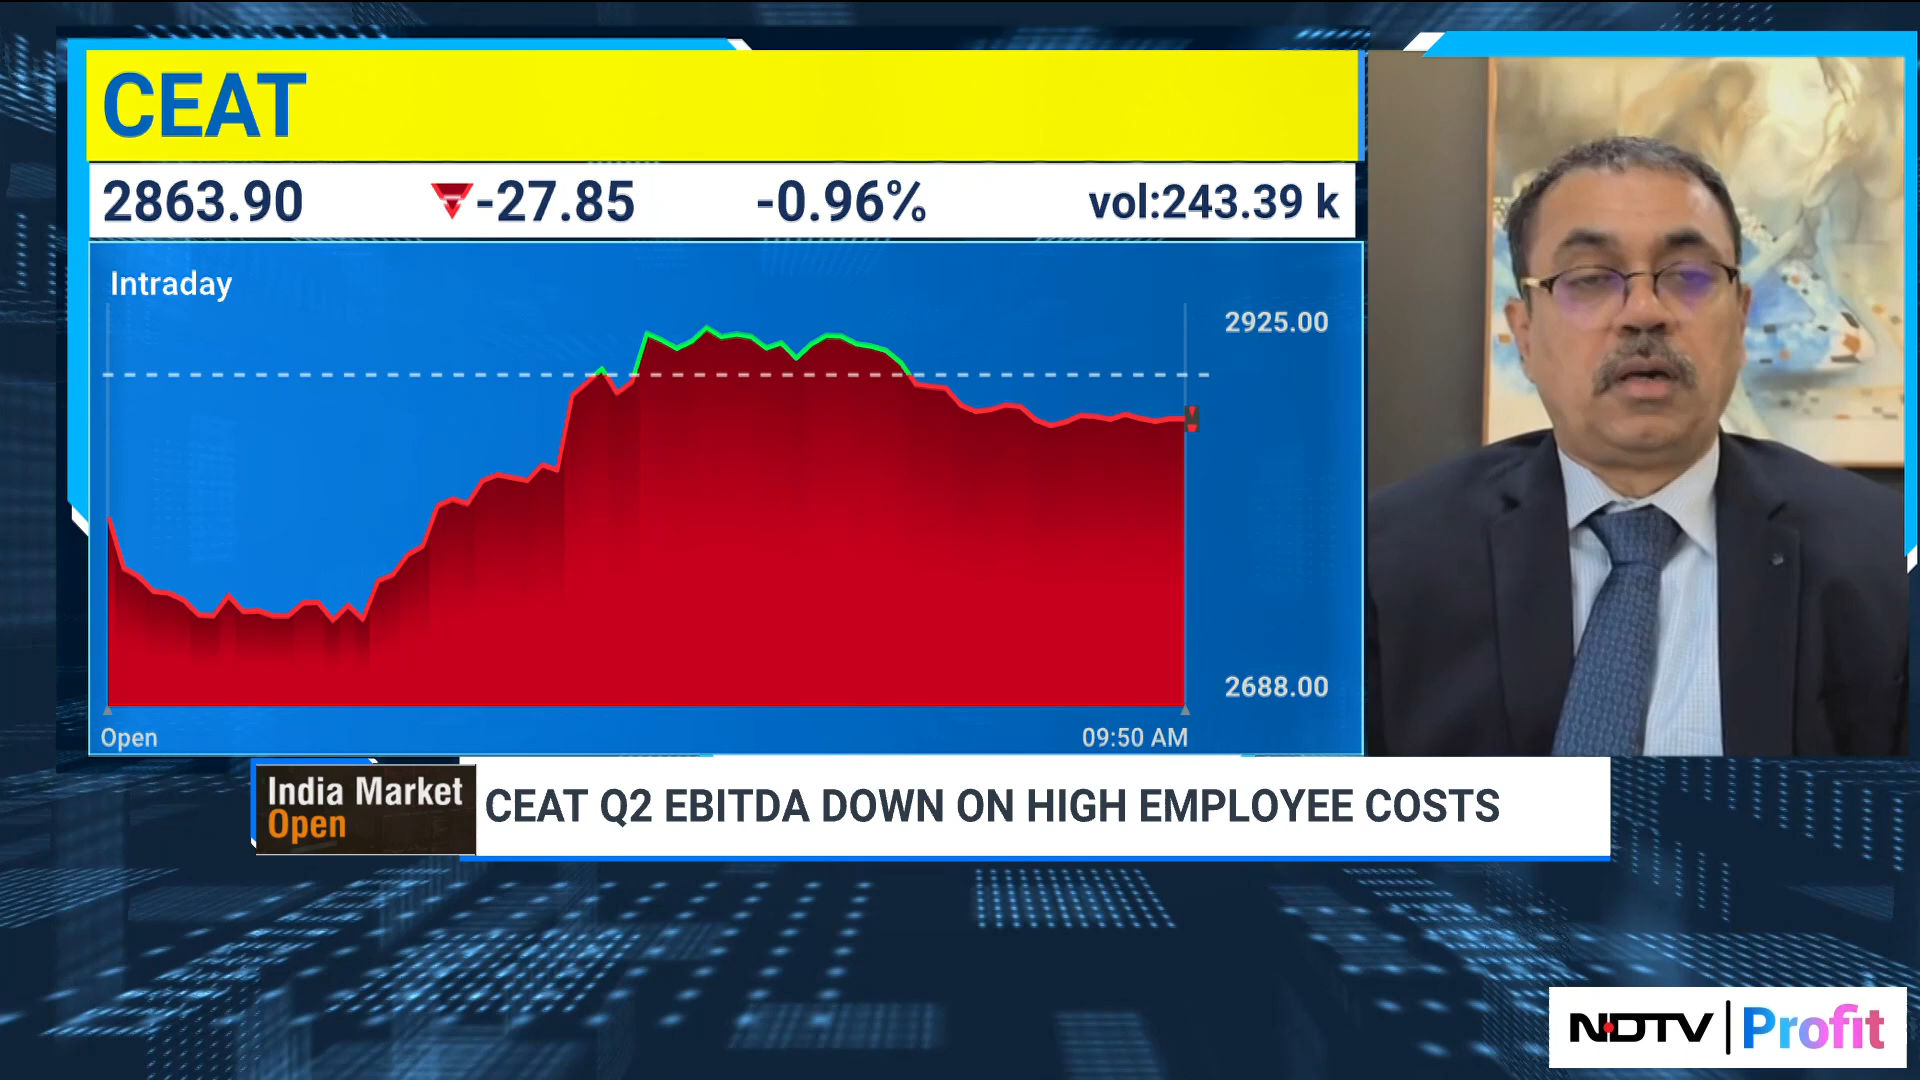 CEAT
2863.90 -27.85 -0.96% vol:243.39 k
Intraday
2925.00
2688.00
Open 09:50 AM
India Market
Open
CEAT Q2 EBITDA DOWN ON HIGH EMPLOYEE COSTS
NDTV Profit